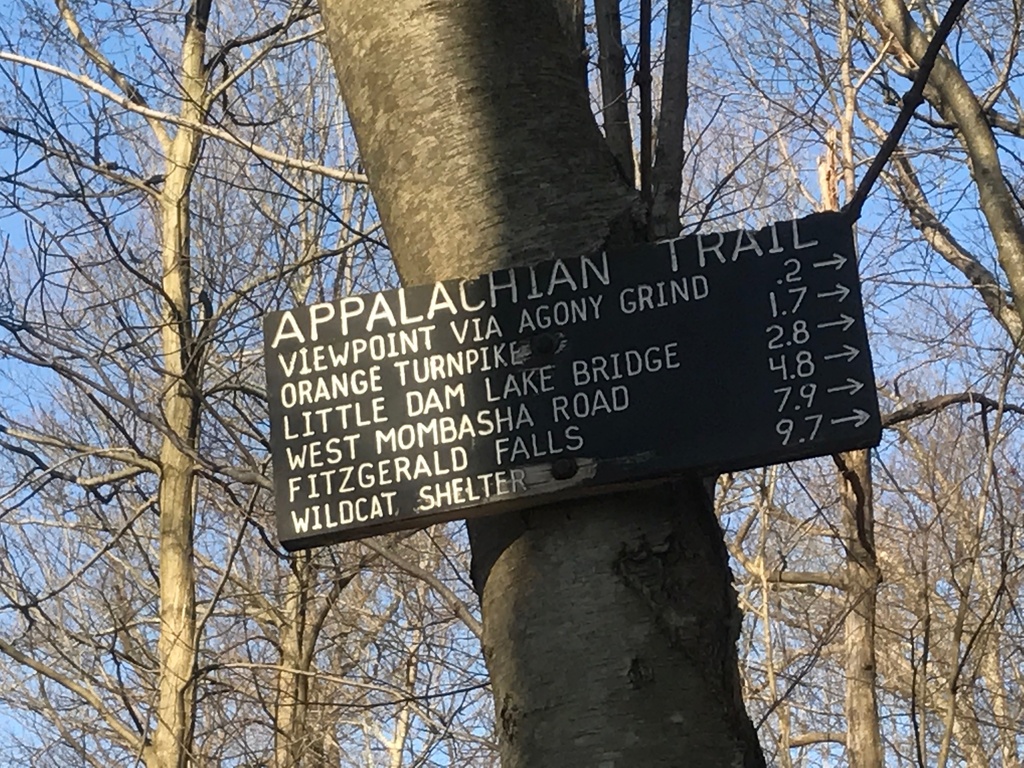 APPALACHIAN TRAIL
VIEWPOINT VIA AGONY GRIND .2 →
ORANGE TURNPIKE 1.7 →
LITTLE DAM LAKE BRIDGE 2.8 →
WEST MOMBASHA ROAD 4.8 →
FITZGERALD FALLS 7.9 →
WILDCAT SHELTER 9.7 →